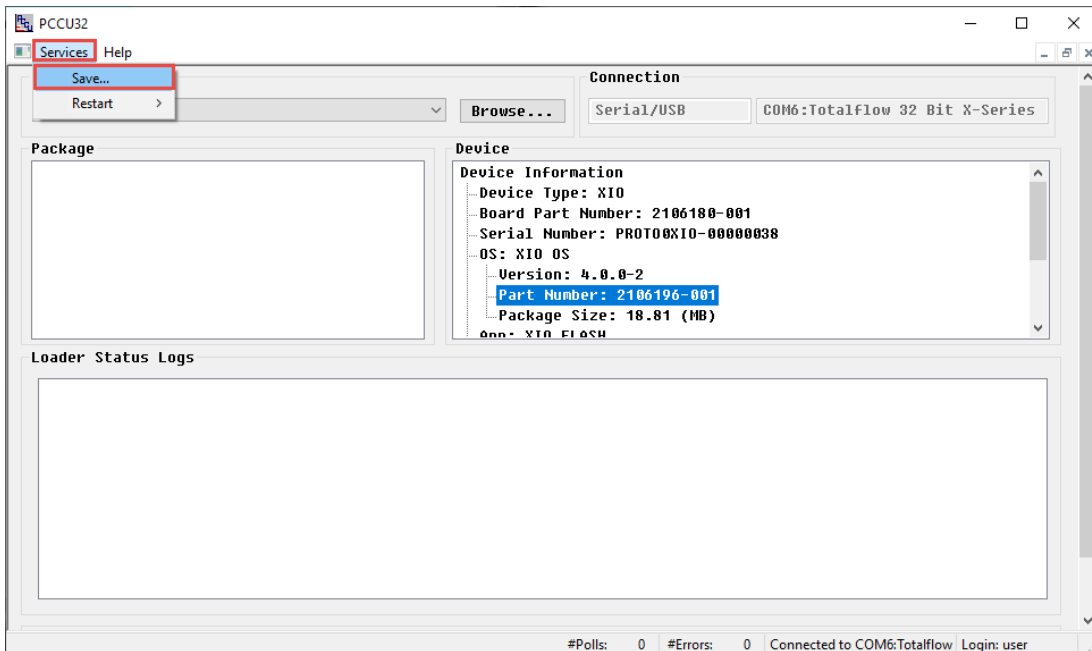 PCCU32
Services Help
Save...
Restart >
Browse...
Connection
Serial/USB COM6:Totalflow 32 Bit X-Series
Package
Device
Device Information
Device Type: XIO
Board Part Number: 2106180-001
Serial Number: PROTO0XIO-00000038
OS: XIO OS
Version: 4.0.0-2
Part Number: 2106196-001
Package Size: 18.81 (MB)
App: XIO FLASH
Loader Status Logs
#Polls: 0 #Errors: 0 Connected to COM6:Totalflow Login: user